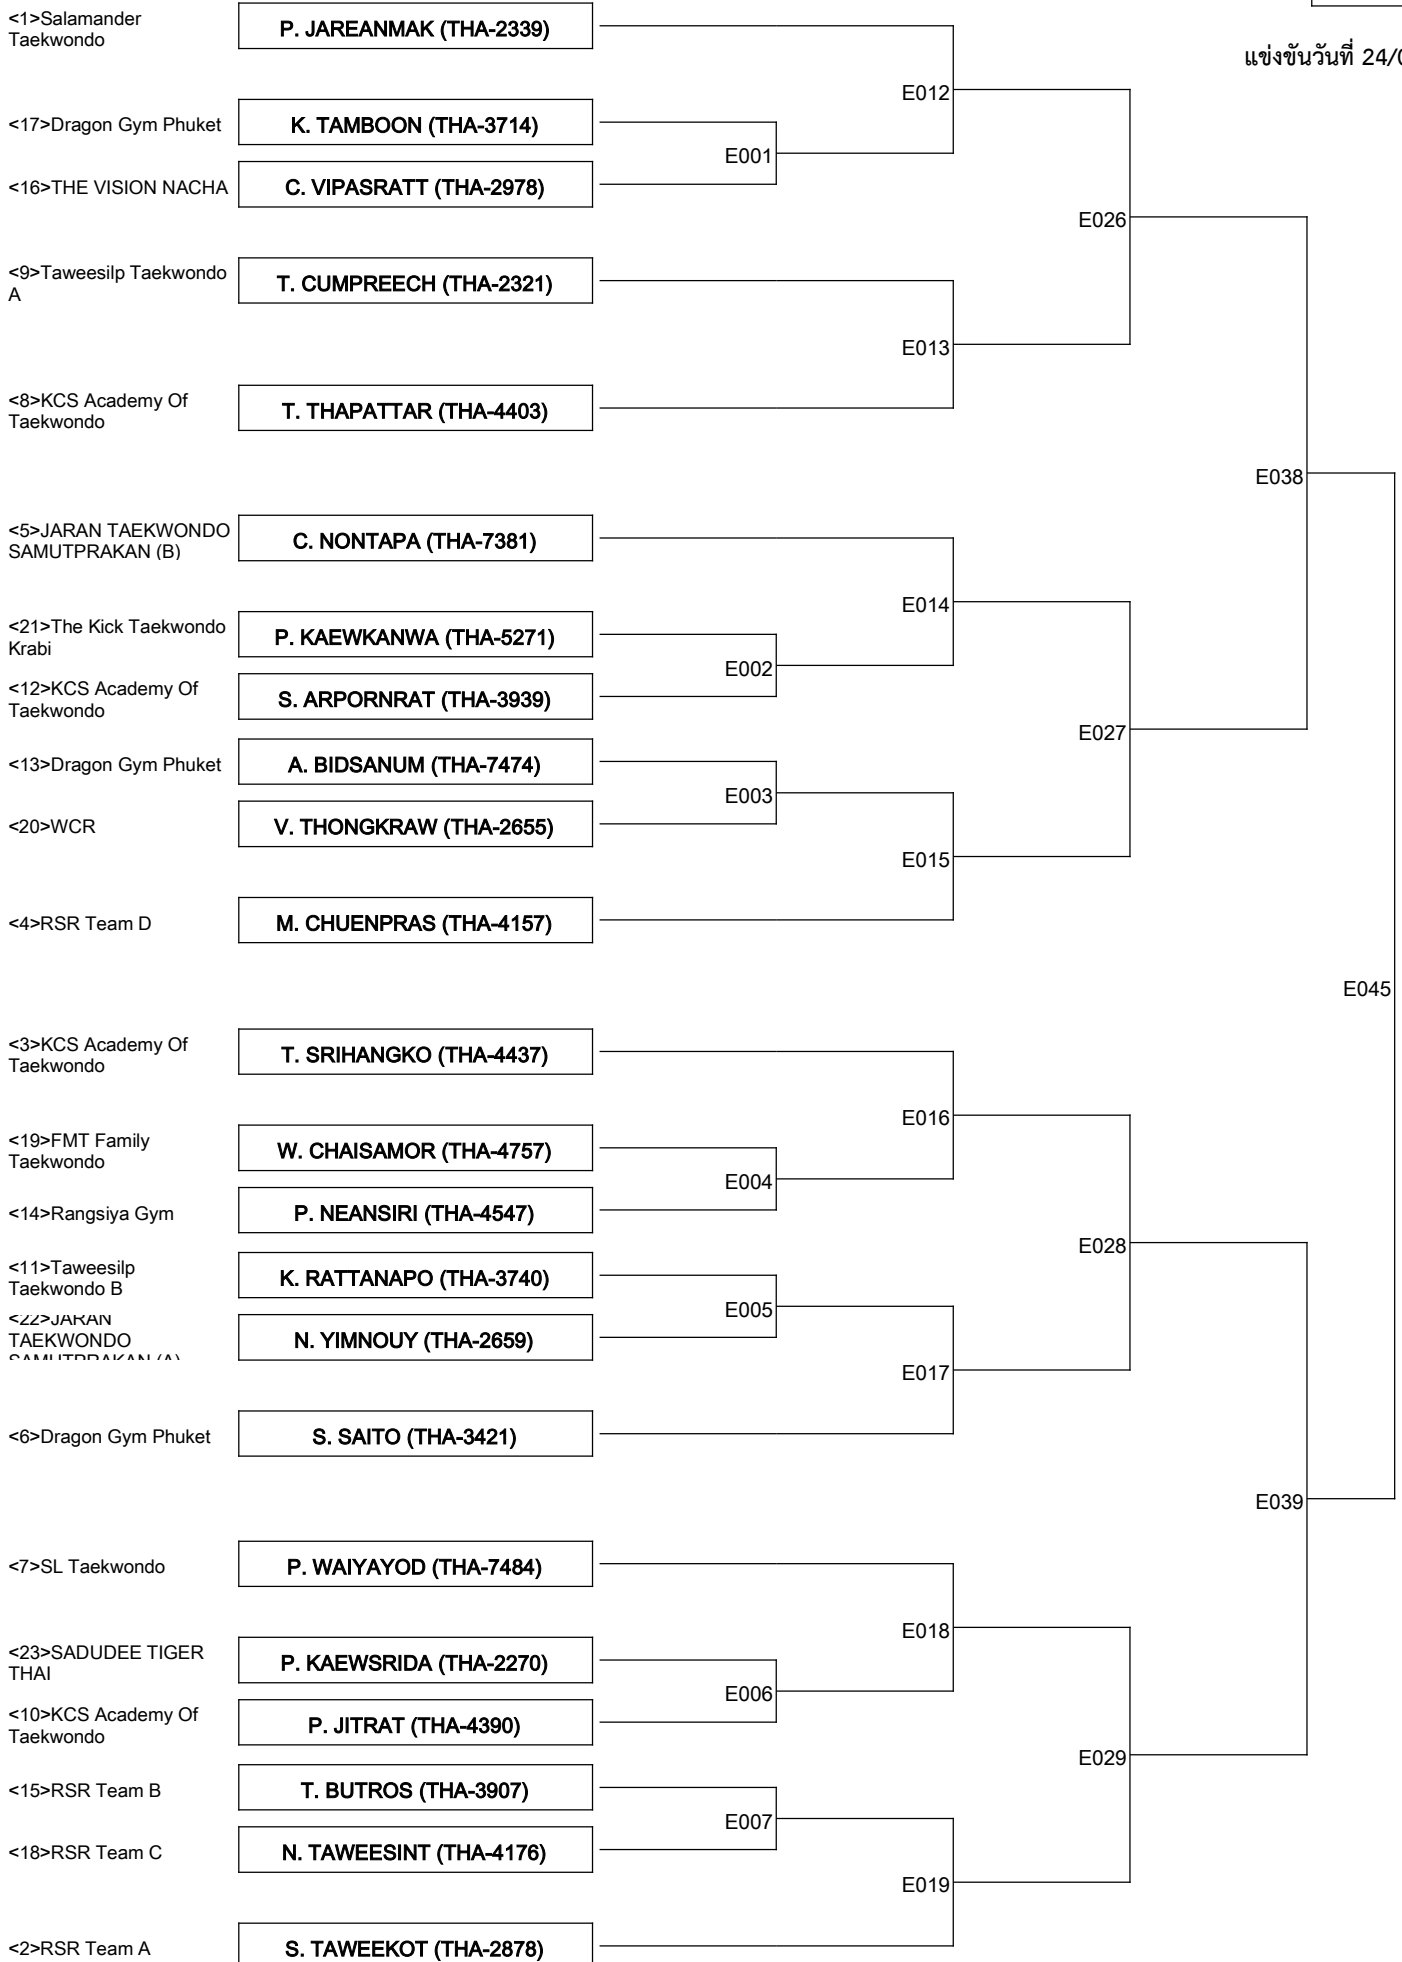 <1>Salamander
Taekwondo
P. JAREANMAK (THA-2339)
แข่งขันวันที่ 24/0
E012
<17>Dragon Gym Phuket
K. TAMBOON (THA-3714)
E001
<16>THE VISION NACHA
C. VIPASRATT (THA-2978)
E026
<9>Taweesilp Taekwondo
A
T. CUMPREECH (THA-2321)
E013
<8>KCS Academy Of
Taekwondo
T. THAPATTAR (THA-4403)
E038
<5>JARAN TAEKWONDO
SAMUTPRAKAN (B)
C. NONTAPA (THA-7381)
E014
<21>The Kick Taekwondo
Krabi
P. KAEWKANWA (THA-5271)
E002
<12>KCS Academy Of
Taekwondo
S. ARPORNRAT (THA-3939)
E027
<13>Dragon Gym Phuket
A. BIDSANUM (THA-7474)
E003
<20>WCR
V. THONGKRAW (THA-2655)
E015
<4>RSR Team D
M. CHUENPRAS (THA-4157)
E045
<3>KCS Academy Of
Taekwondo
T. SRIHANGKO (THA-4437)
E016
<19>FMT Family
Taekwondo
W. CHAISAMOR (THA-4757)
E004
<14>Rangsiya Gym
P. NEANSIRI (THA-4547)
E028
<11>Taweesilp
Taekwondo B
K. RATTANAPO (THA-3740)
E005
<22>JARAN
TAEKWONDO
SAMUTPRAKAN (A)
N. YIMNOUY (THA-2659)
E017
<6>Dragon Gym Phuket
S. SAITO (THA-3421)
E039
<7>SL Taekwondo
P. WAIYAYOD (THA-7484)
E018
<23>SADUDEE TIGER
THAI
P. KAEWSRIDA (THA-2270)
E006
<10>KCS Academy Of
Taekwondo
P. JITRAT (THA-4390)
E029
<15>RSR Team B
T. BUTROS (THA-3907)
E007
<18>RSR Team C
N. TAWEESINT (THA-4176)
E019
<2>RSR Team A
S. TAWEEKOT (THA-2878)